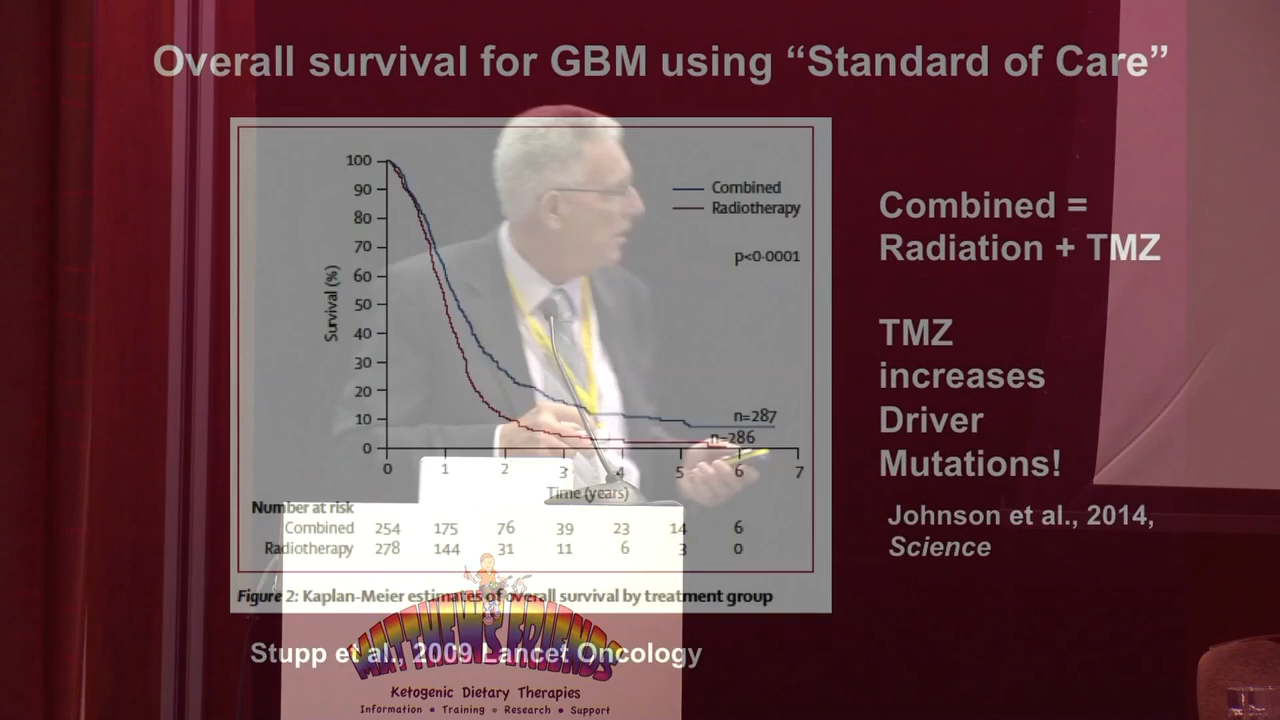 Overall survival for GBM using “Standard of Care”
100
90
80
70
60
50
40
30
20
10
0
Survival (%)
Combined
Radiotherapy
p<0·0001
n=287
n=286
0 1 2 3 4 5 6 7
Time (years)
Number at risk
Combined 254 175 76 39 23 14 6
Radiotherapy 278 144 31 11 6 3 0
Figure 2: Kaplan-Meier estimates of overall survival by treatment group
Combined =
Radiation + TMZ
TMZ
increases
Driver
Mutations!
Johnson et al., 2014,
Science
Stupp et al., 2009 Lancet Oncology
MATTHEW'S FRIENDS
Ketogenic Dietary Therapies
Information • Training • Research • Support